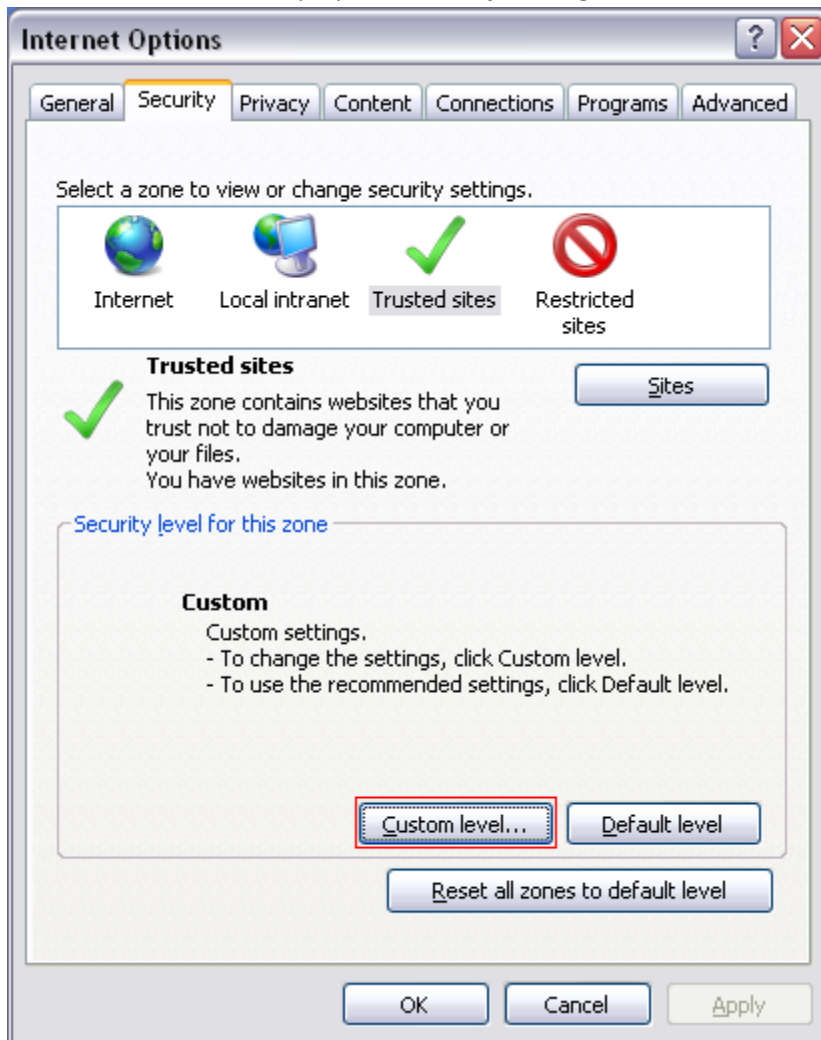 Internet Options
General Security Privacy Content Connections Programs Advanced
Select a zone to view or change security settings.
Internet Local intranet Trusted sites Restricted
sites
Trusted sites
Sites
This zone contains websites that you
trust not to damage your computer or
your files.
You have websites in this zone.
Security level for this zone
Custom
Custom settings.
- To change the settings, click Custom level.
- To use the recommended settings, click Default level.
Custom level... Default level
Reset all zones to default level
OK Cancel Apply